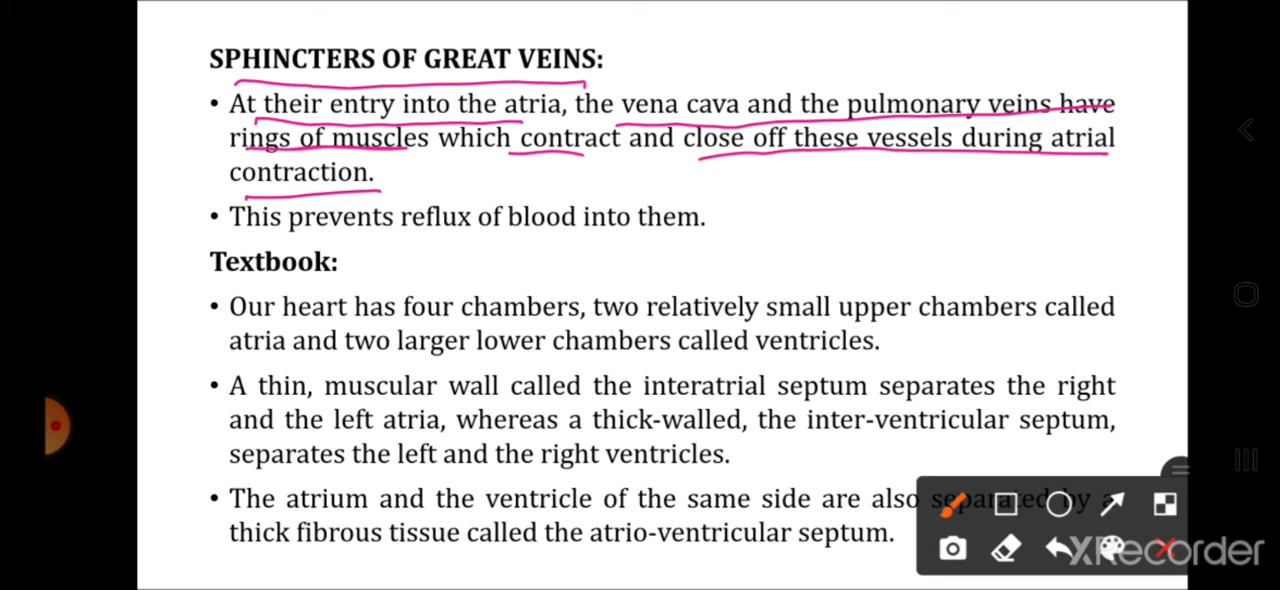 SPHINCTERS OF GREAT VEINS:
• At their entry into the atria, the vena cava and the pulmonary veins have
rings of muscles which contract and close off these vessels during atrial
contraction.
• This prevents reflux of blood into them.
Textbook:
• Our heart has four chambers, two relatively small upper chambers called
atria and two larger lower chambers called ventricles.
• A thin, muscular wall called the interatrial septum separates the right
and the left atria, whereas a thick-walled, the inter-ventricular septum,
separates the left and the right ventricles.
• The atrium and the ventricle of the same side are also separated by a
thick fibrous tissue called the atrio-ventricular septum.
XRecorder